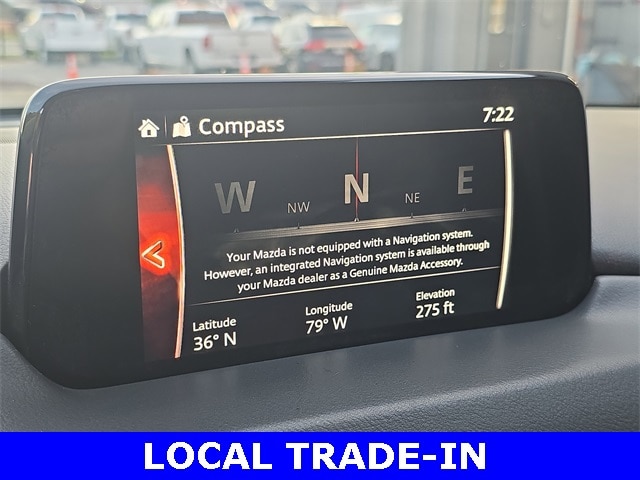 Compass
7:22
W NW N NE E
Your Mazda is not equipped with a Navigation system.
However, an integrated Navigation system is available through
your Mazda dealer as a Genuine Mazda Accessory.
Latitude Longitude Elevation
36° N 79° W 275 ft
LOCAL TRADE-IN